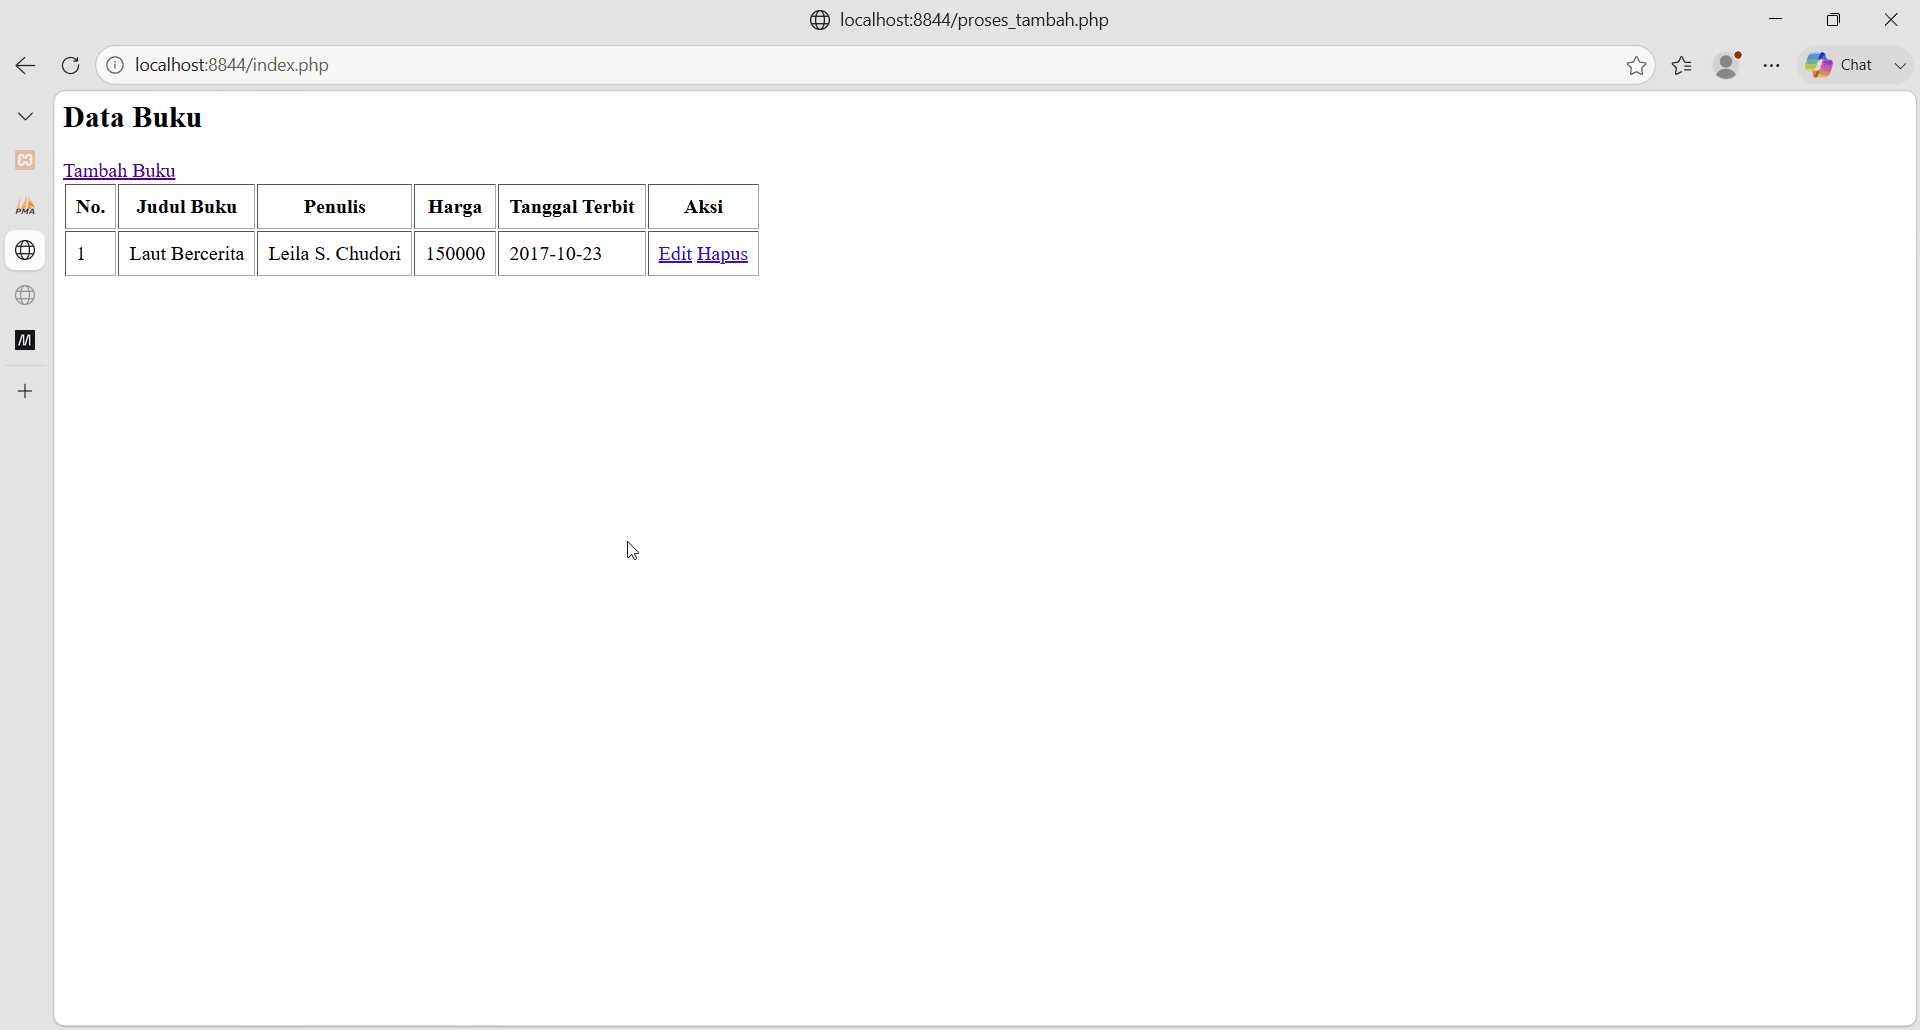 localhost:8844/proses_tambah.php
localhost:8844/index.php
Chat
PMA
Data Buku
Tambah Buku
No. Judul Buku Penulis Harga Tanggal Terbit Aksi
1 Laut Bercerita Leila S. Chudori 150000 2017-10-23 Edit Hapus